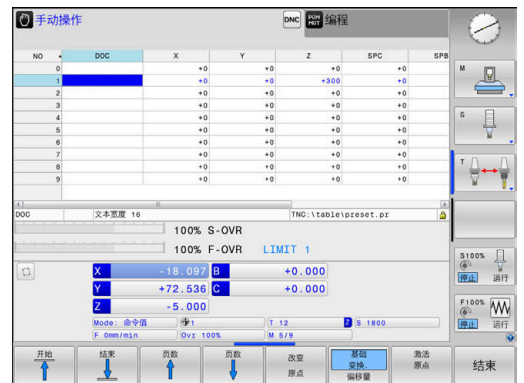 手动操作 DNC PGM MGT 编程
NO DOC X Y Z SPC SPB
0 +0 +0 +0 +0
1 +0 +0 +300 +0
2 +0 +0 +0 +0
3 +0 +0 +0 +0
4 +0 +0 +0 +0
5 +0 +0 +0 +0
6 +0 +0 +0 +0
7 +0 +0 +0 +0
8 +0 +0 +0 +0
9 +0 +0 +0 +0
DOC 文本宽度 16 TNC:\table\preset.pr
100% S-OVR
100% F-OVR LIMIT 1
X -18.097 B +0.000
Y +72.536 C +0.000
Z -5.000
Mode: 命令值 1 T 12 Z S 1800
F 0mm/min Ovr 100% M 5/9
M
S
T
S100%
停止 运行
F100%
停止 运行
开始 结束 页数 页数 改变 原点 基础 变换. 偏移量 激活 原点 结束